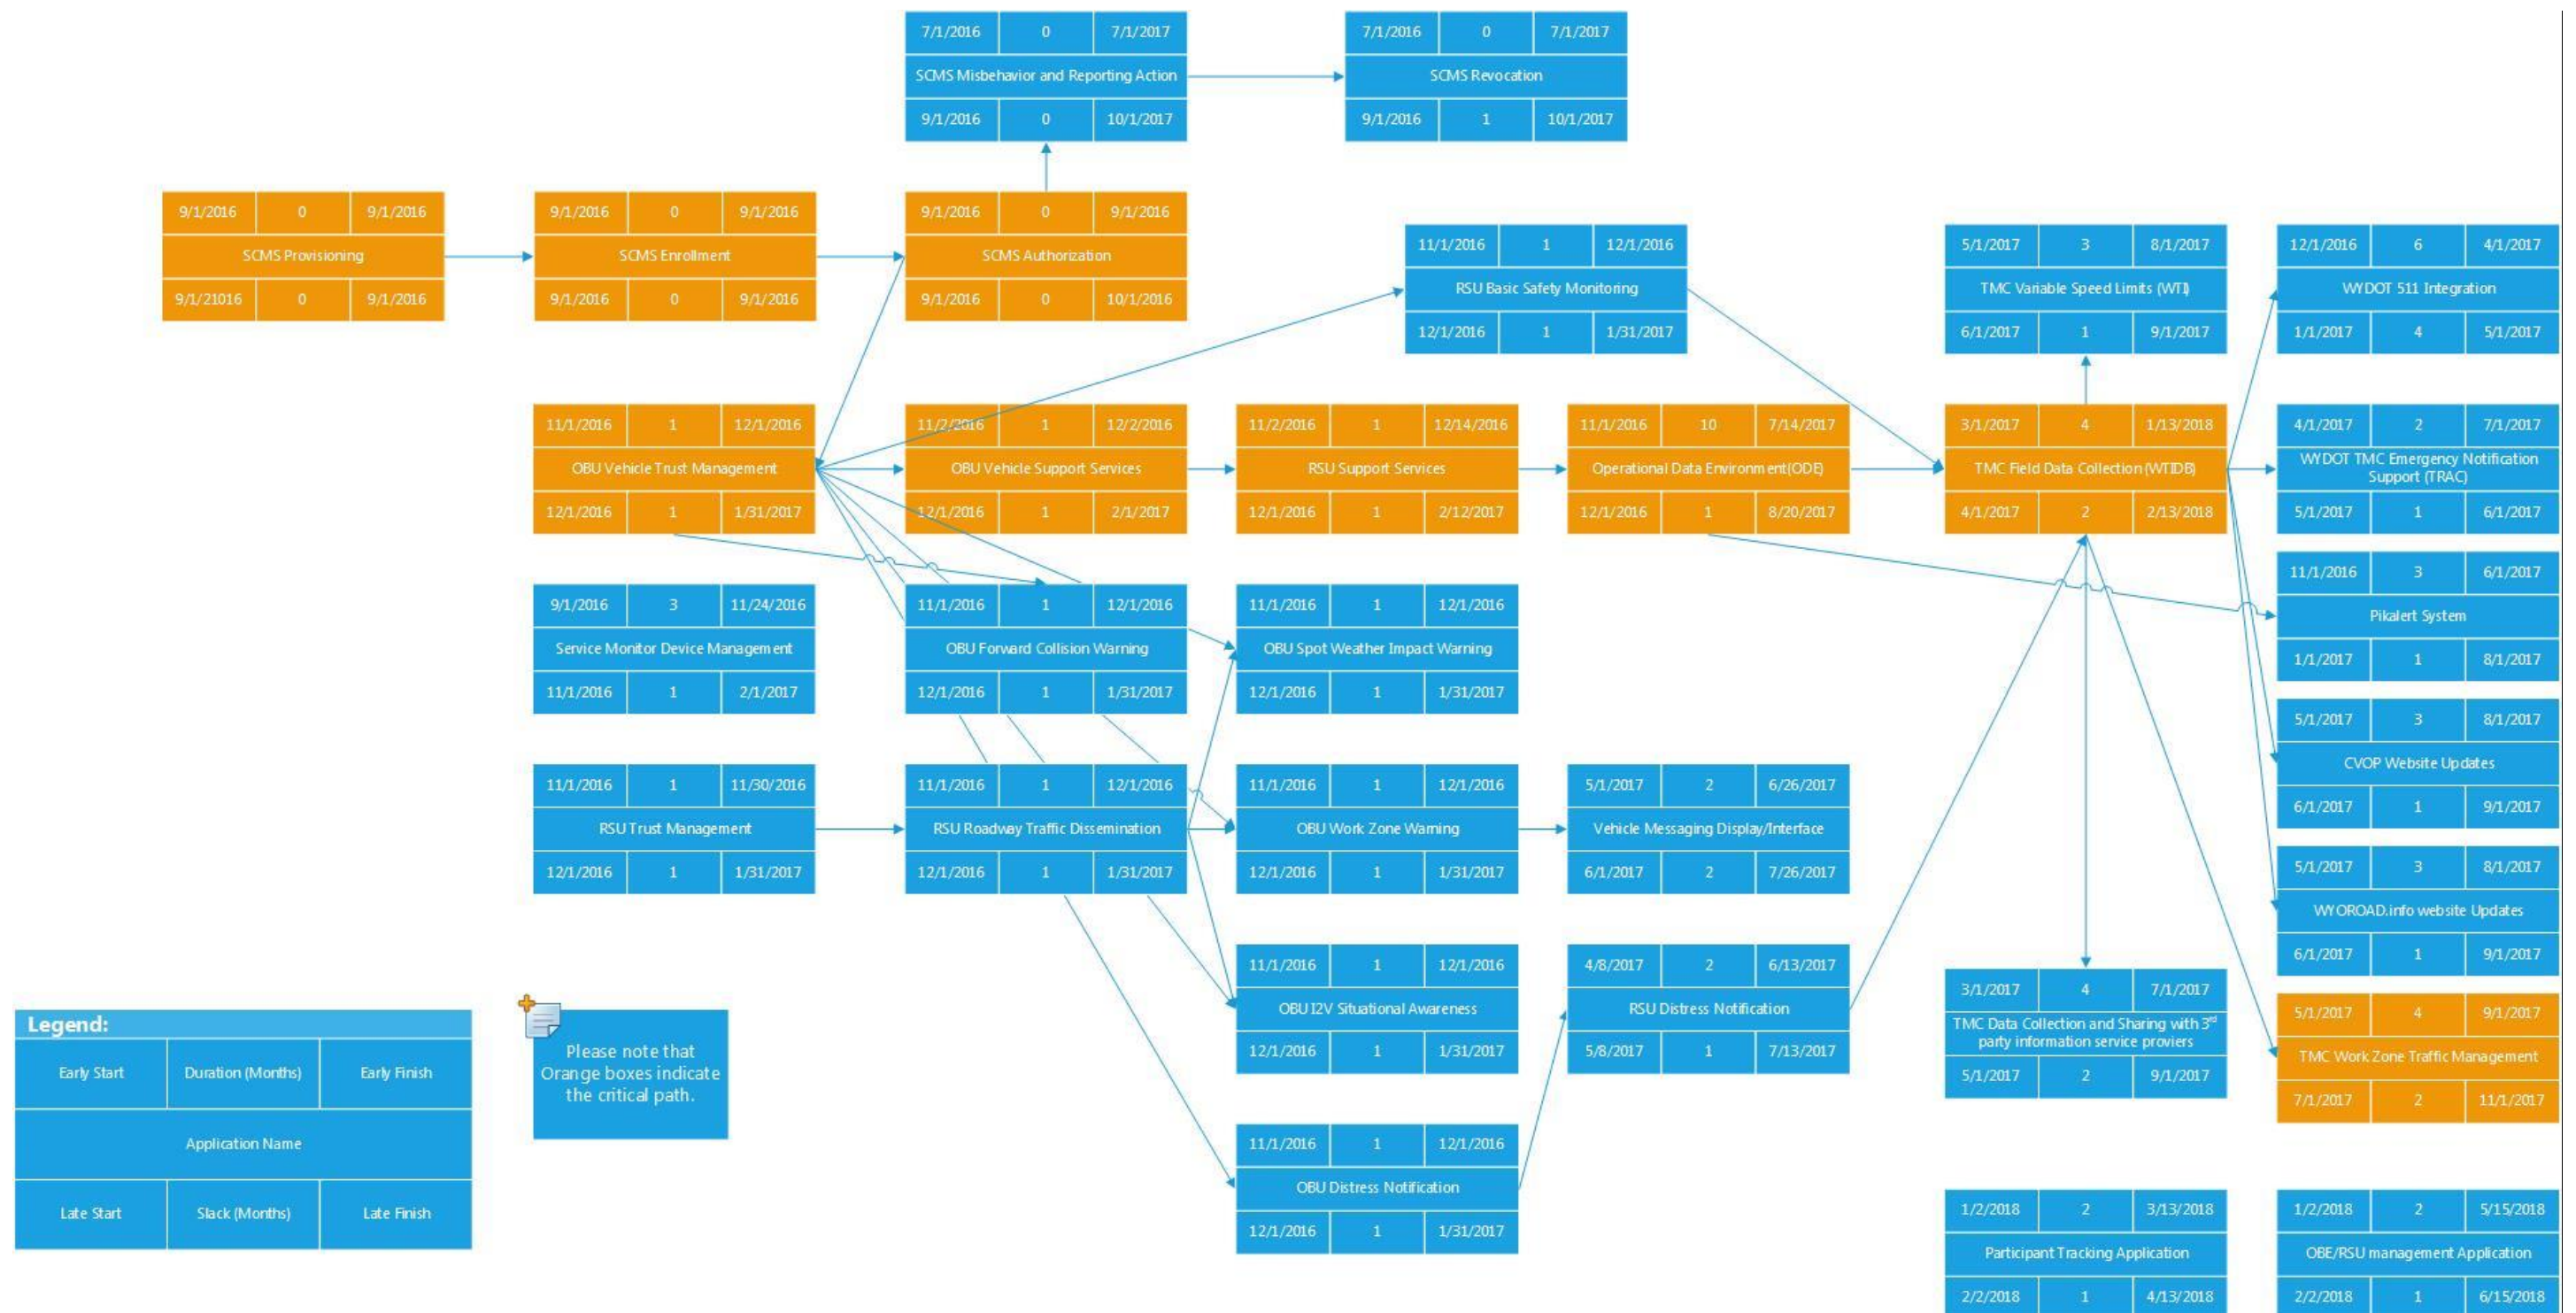 7/1/2016 0 7/1/2017
SCMS Misbehavior and Reporting Action
9/1/2016 0 10/1/2017
7/1/2016 0 7/1/2017
SCMS Revocation
9/1/2016 1 10/1/2017
9/1/2016 0 9/1/2016
SCMS Provisioning
9/1/21016 0 9/1/2016
9/1/2016 0 9/1/2016
SCMS Enrollment
9/1/2016 0 9/1/2016
9/1/2016 0 9/1/2016
SCMS Authorization
9/1/2016 0 10/1/2016
11/1/2016 1 12/1/2016
RSU Basic Safety Monitoring
12/1/2016 1 1/31/2017
5/1/2017 3 8/1/2017
TMC Variable Speed Limits (WTI)
6/1/2017 1 9/1/2017
12/1/2016 6 4/1/2017
WYDOT 511 Integration
1/1/2017 4 5/1/2017
11/1/2016 1 12/1/2016
OBU Vehicle Trust Management
12/1/2016 1 1/31/2017
11/2/2016 1 12/2/2016
OBU Vehicle Support Services
12/1/2016 1 2/1/2017
11/2/2016 1 12/14/2016
RSU Support Services
12/1/2016 1 2/12/2017
11/1/2016 10 7/14/2017
Operational Data Environment(ODE)
12/1/2016 1 8/20/2017
3/1/2017 4 1/13/2018
TMC Field Data Collection (WTIDB)
4/1/2017 2 2/13/2018
4/1/2017 2 7/1/2017
WYDOT TMC Emergency Notification
Support (TRAC)
5/1/2017 1 6/1/2017
9/1/2016 3 11/24/2016
Service Monitor Device Management
11/1/2016 1 2/1/2017
11/1/2016 1 12/1/2016
OBU Forward Collision Warning
12/1/2016 1 1/31/2017
11/1/2016 1 12/1/2016
OBU Spot Weather Impact Warning
12/1/2016 1 1/31/2017
11/1/2016 3 6/1/2017
Pikalert System
1/1/2017 1 8/1/2017
5/1/2017 3 8/1/2017
CVOP Website Updates
6/1/2017 1 9/1/2017
11/1/2016 1 11/30/2016
RSU Trust Management
12/1/2016 1 1/31/2017
11/1/2016 1 12/1/2016
RSU Roadway Traffic Dissemination
12/1/2016 1 1/31/2017
11/1/2016 1 12/1/2016
OBU Work Zone Warning
12/1/2016 1 1/31/2017
5/1/2017 2 6/26/2017
Vehicle Messaging Display/Interface
6/1/2017 2 7/26/2017
5/1/2017 3 8/1/2017
WYOROAD.info website Updates
6/1/2017 1 9/1/2017
11/1/2016 1 12/1/2016
OBU I2V Situational Awareness
12/1/2016 1 1/31/2017
4/8/2017 2 6/13/2017
RSU Distress Notification
5/8/2017 1 7/13/2017
3/1/2017 4 7/1/2017
TMC Data Collection and Sharing with 3rd
party information service proviers
5/1/2017 2 9/1/2017
5/1/2017 4 9/1/2017
TMC Work Zone Traffic Management
7/1/2017 2 11/1/2017
Legend:
Early Start Duration (Months) Early Finish
Application Name
Late Start Slack (Months) Late Finish
Please note that
Orange boxes indicate
the critical path.
11/1/2016 1 12/1/2016
OBU Distress Notification
12/1/2016 1 1/31/2017
1/2/2018 2 3/13/2018
Participant Tracking Application
2/2/2018 1 4/13/2018
1/2/2018 2 5/15/2018
OBE/RSU management Application
2/2/2018 1 6/15/2018